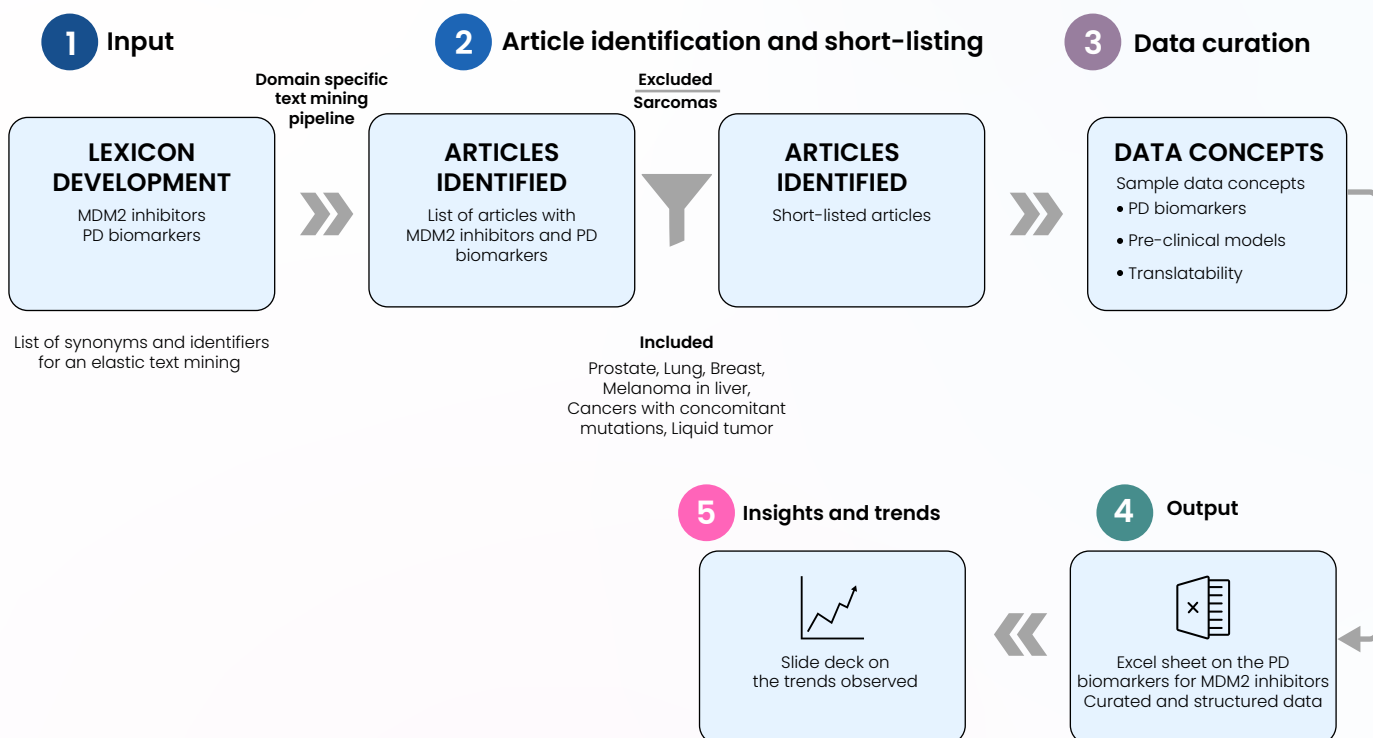 1 Input
2 Article identification and short-listing
3 Data curation
Domain specific
text mining
pipeline
Excluded
Sarcomas
LEXICON
DEVELOPMENT
MDM2 inhibitors
PD biomarkers
ARTICLES
IDENTIFIED
List of articles with
MDM2 inhibitors and PD
biomarkers
ARTICLES
IDENTIFIED
Short-listed articles
DATA CONCEPTS
Sample data concepts
• PD biomarkers
• Pre-clinical models
• Translatability
List of synonyms and identifiers
for an elastic text mining
Included
Prostate, Lung, Breast,
Melanoma in liver,
Cancers with concomitant
mutations, Liquid tumor
5 Insights and trends
4 Output
Slide deck on
the trends observed
X
Excel sheet on the PD
biomarkers for MDM2 inhibitors
Curated and structured data